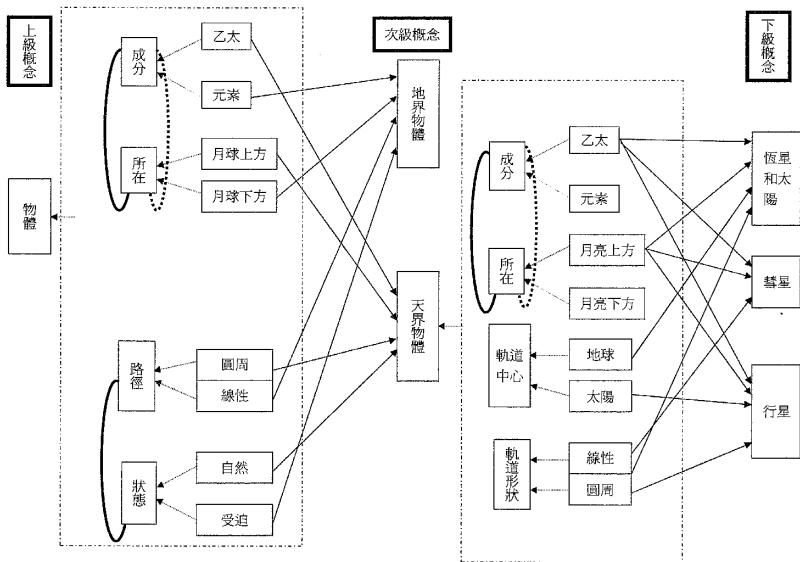 上級概念
次級概念
下級概念
物體
成分
乙太
元素
所在
月球上方
月球下方
路徑
圓周
線性
狀態
自然
受迫
地界物體
天界物體
成分
乙太
元素
所在
月亮上方
月亮下方
軌道中心
地球
太陽
軌道形狀
線性
圓周
恆星和太陽
彗星
行星